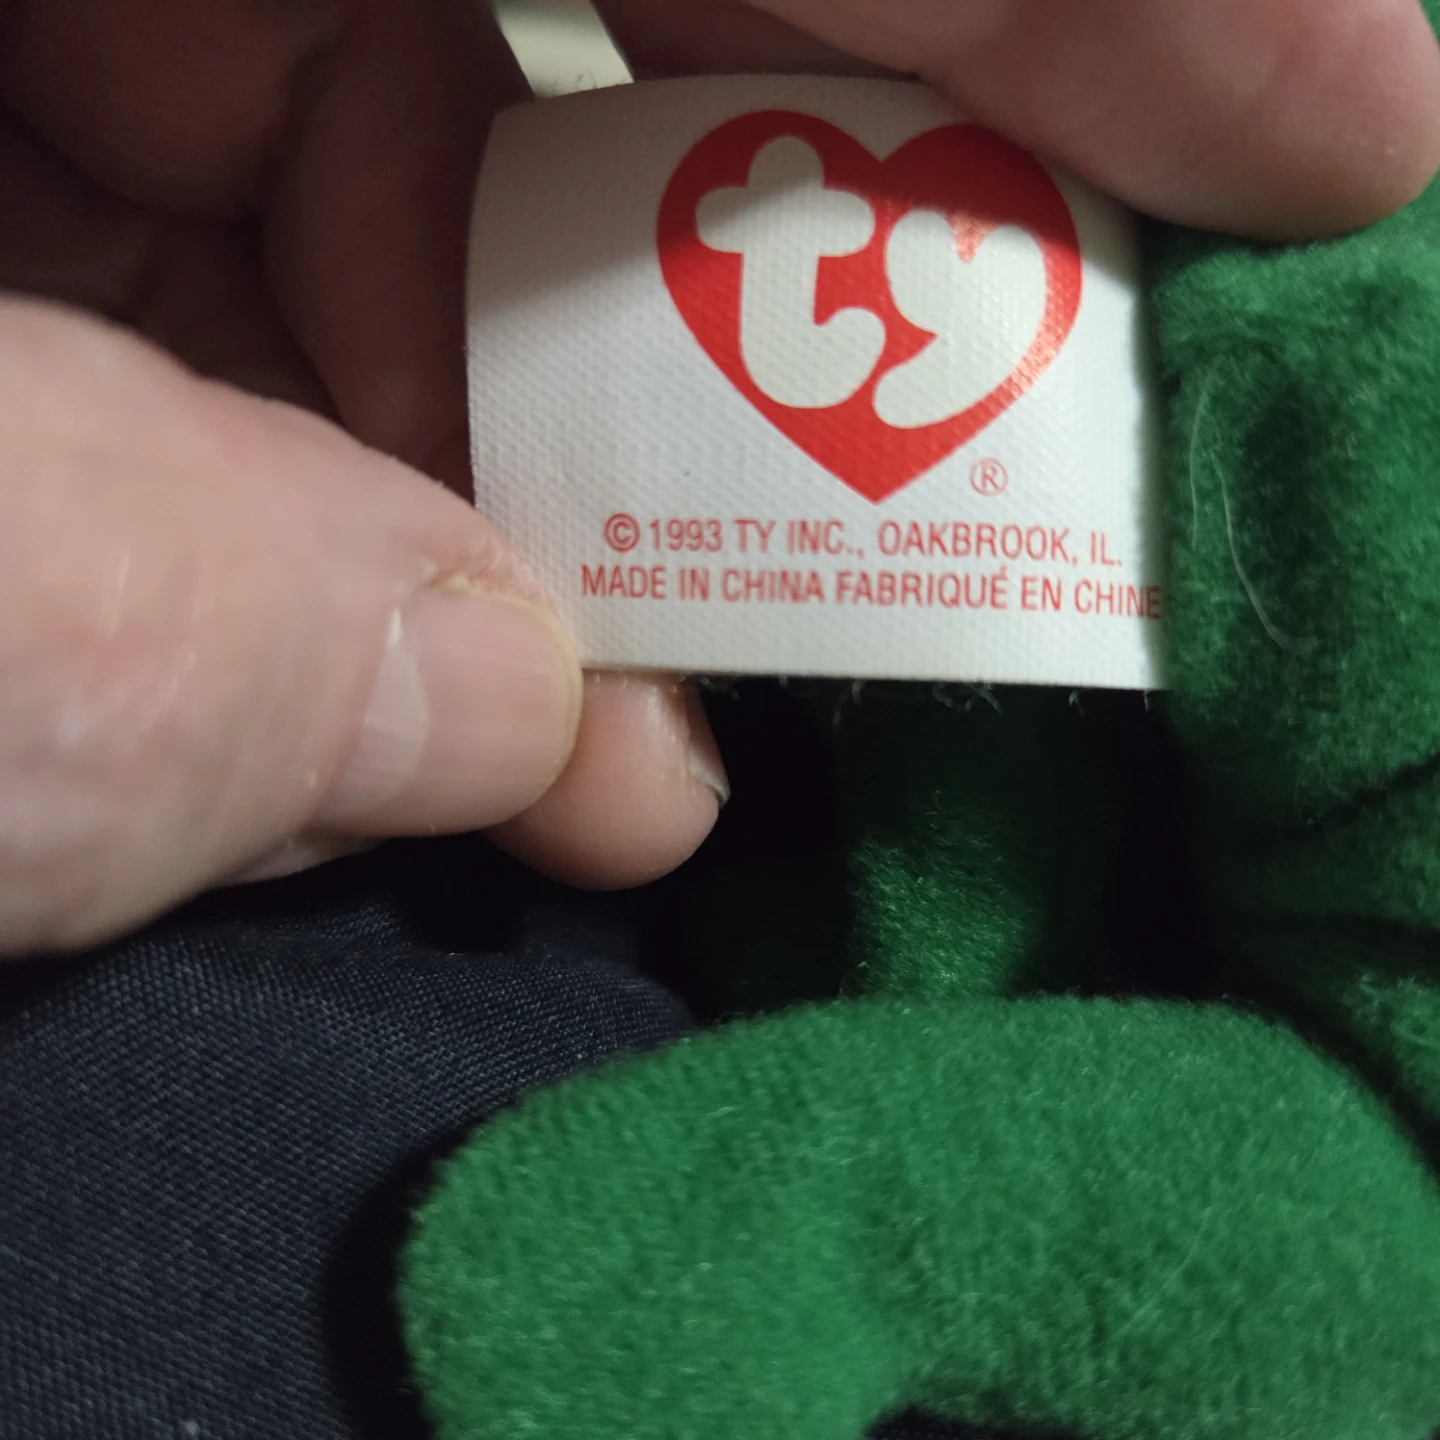 ty
®
© 1993 TY INC., OAKBROOK, IL.
MADE IN CHINA FABRIQUÉ EN CHINE